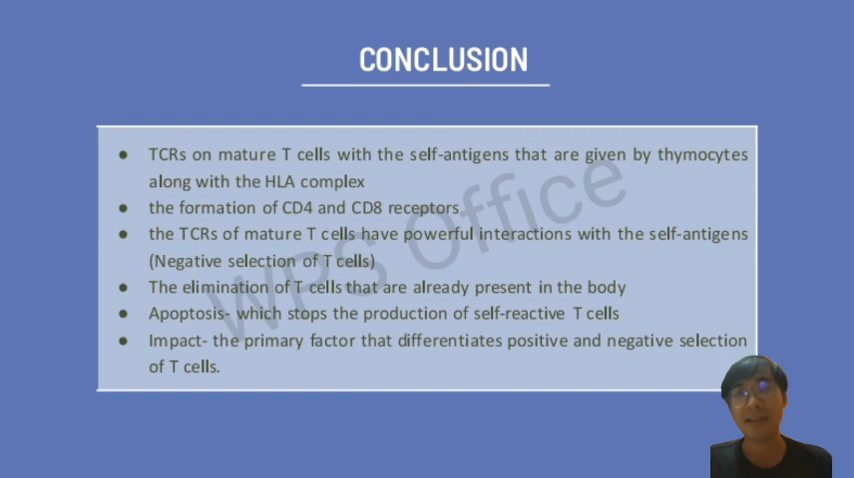 CONCLUSION
● TCRs on mature T cells with the self-antigens that are given by thymocytes
along with the HLA complex
● the formation of CD4 and CD8 receptors
● the TCRs of mature T cells have powerful interactions with the self-antigens
(Negative selection of T cells)
● The elimination of T cells that are already present in the body
● Apoptosis- which stops the production of self-reactive T cells
● Impact- the primary factor that differentiates positive and negative selection
of T cells.
WPS Office